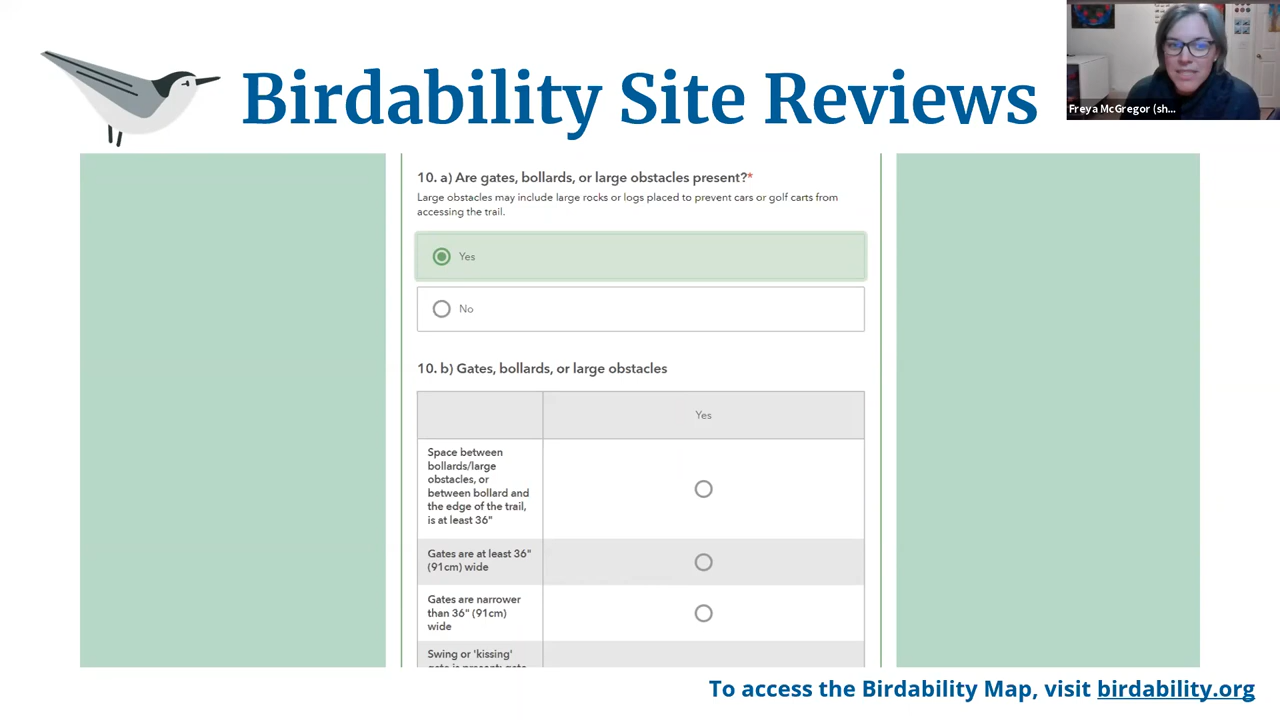 Birdability Site Reviews
Freya McGregor (sh...
10. a) Are gates, bollards, or large obstacles present?*
Large obstacles may include large rocks or logs placed to prevent cars or golf carts from
accessing the trail.
Yes
No
10. b) Gates, bollards, or large obstacles
Yes
Space between
bollards/large
obstacles, or
between bollard and
the edge of the trail,
is at least 36"
Gates are at least 36"
(91cm) wide
Gates are narrower
than 36" (91cm)
wide
Swing or 'kissing'
To access the Birdability Map, visit birdability.org